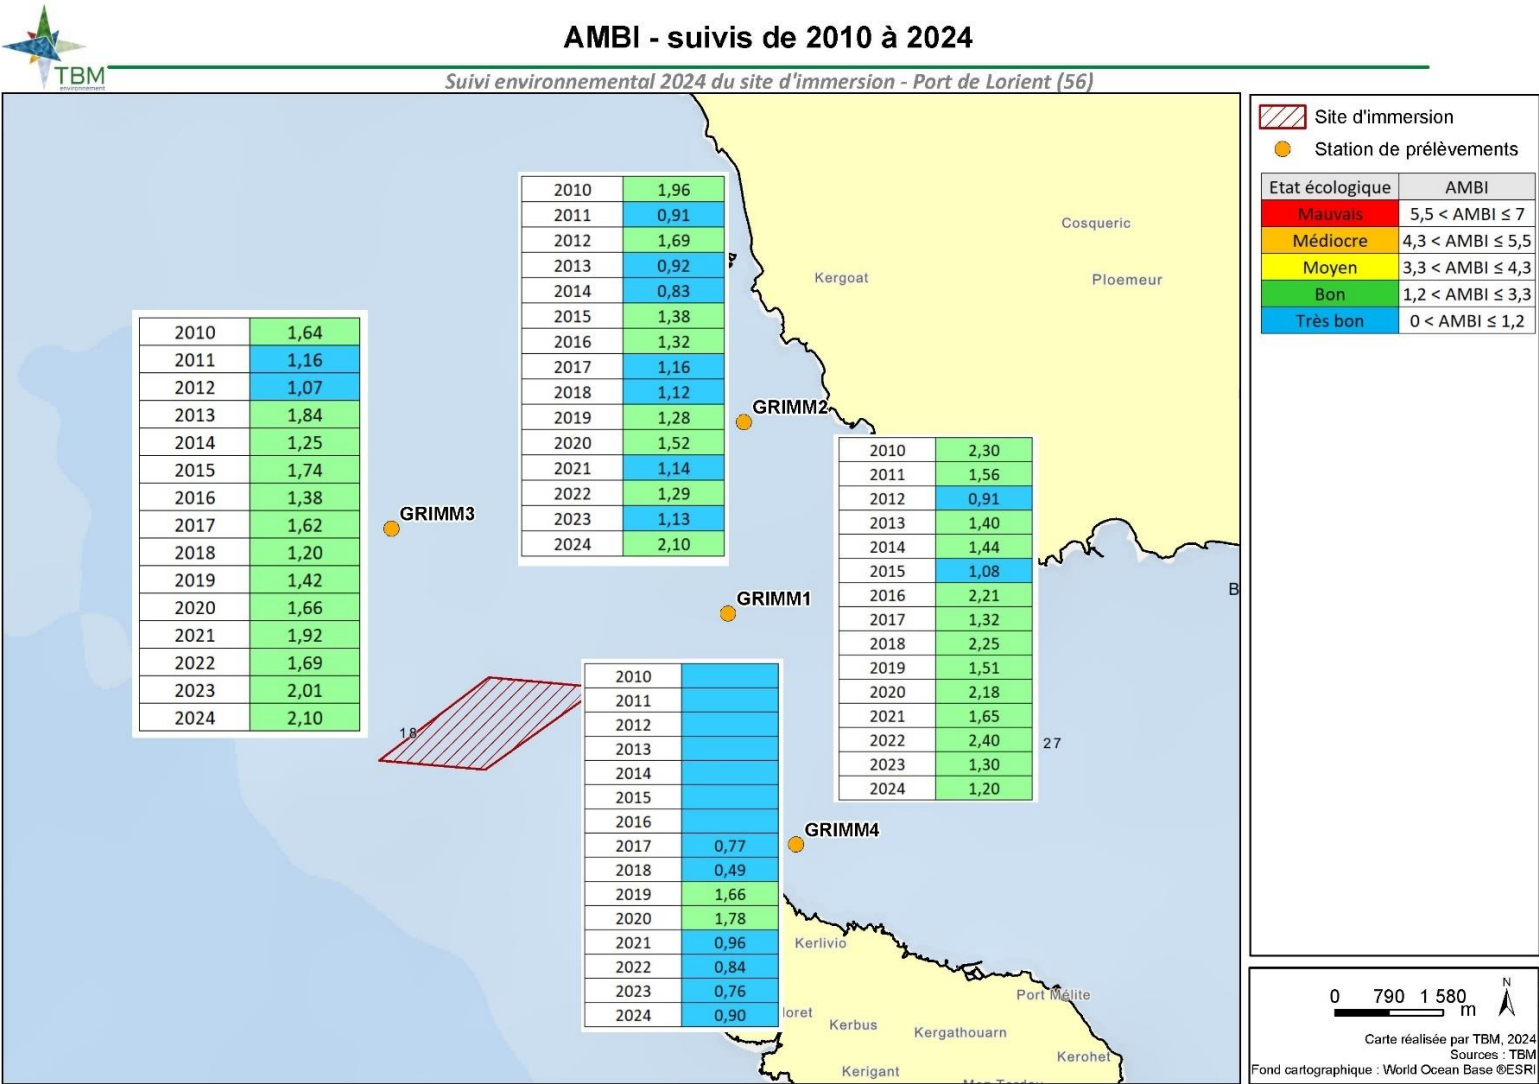 TBM
environnement
AMBI - suivis de 2010 à 2024
Suivi environnemental 2024 du site d'immersion - Port de Lorient (56)
Site d'immersion
Station de prélèvements
Etat écologique AMBI
Mauvais 5,5 < AMBI ≤ 7
Médiocre 4,3 < AMBI ≤ 5,5
Moyen 3,3 < AMBI ≤ 4,3
Bon 1,2 < AMBI ≤ 3,3
Très bon 0 < AMBI ≤ 1,2
2010 1,96
2011 0,91
2012 1,69
2013 0,92
2014 0,83
2015 1,38
2016 1,32
2017 1,16
2018 1,12
2019 1,28
2020 1,52
2021 1,14
2022 1,29
2023 1,13
2024 2,10
GRIMM2
Cosqueric
Kergoat
Ploemeur
2010 1,64
2011 1,16
2012 1,07
2013 1,84
2014 1,25
2015 1,74
2016 1,38
2017 1,62
2018 1,20
2019 1,42
2020 1,66
2021 1,92
2022 1,69
2023 2,01
2024 2,10
GRIMM3
GRIMM1
2010 2,30
2011 1,56
2012 0,91
2013 1,40
2014 1,44
2015 1,08
2016 2,21
2017 1,32
2018 2,25
2019 1,51
2020 2,18
2021 1,65
2022 2,40
2023 1,30
2024 1,20
B
27
18
2010
2011
2012
2013
2014
2015
2016
2017 0,77
2018 0,49
2019 1,66
2020 1,78
2021 0,96
2022 0,84
2023 0,76
2024 0,90
GRIMM4
Kerlivio
Port Mélite
loret
Kerbus
Kergathouarn
Kerohet
Kerigant
N
0 790 1 580
m
Carte réalisée par TBM, 2024
Sources : TBM
Fond cartographique : World Ocean Base ®ESRI